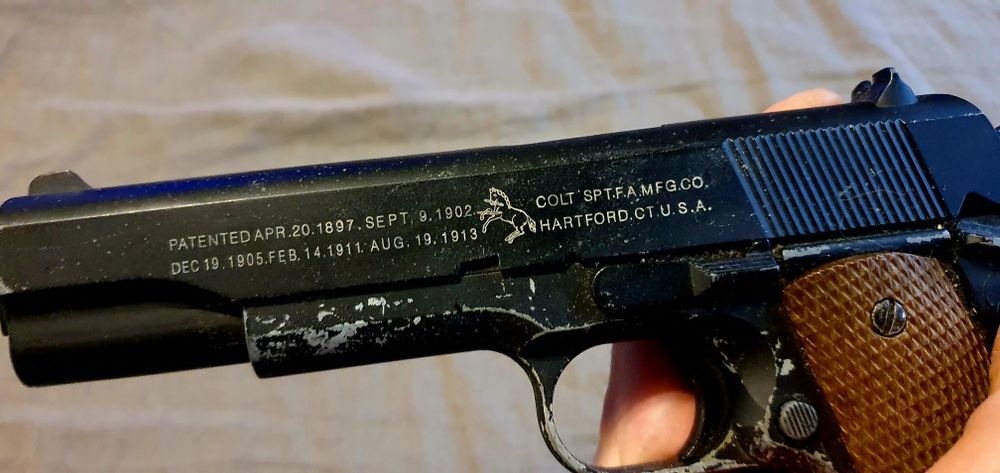 PATENTED APR.20.1897.SEPT.9.1902
DEC 19.1905.FEB.14.1911.AUG.19.1913
COLT' SPT.F.A.MFG.CO.
HARTFORD.CT.U.S.A.